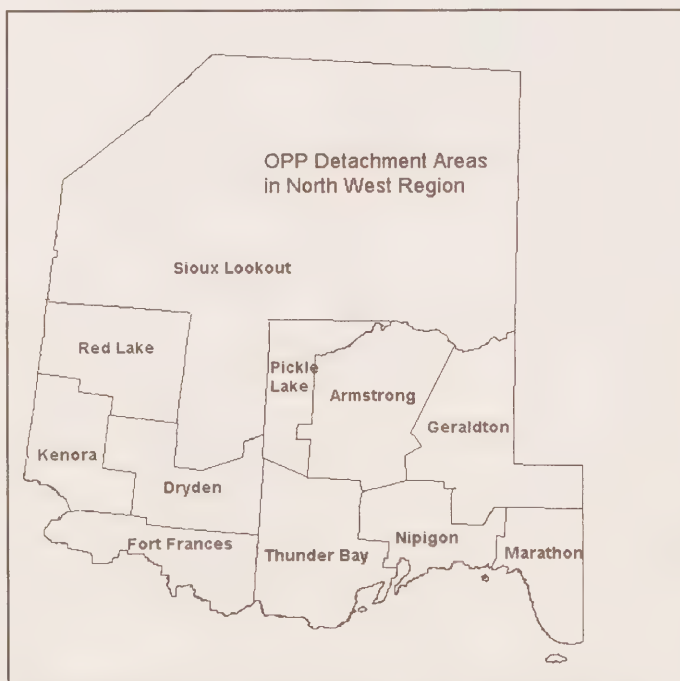 OPP Detachment Areas
in North West Region
Sioux Lookout
Red Lake
Pickle
Lake
Armstrong
Geraldton
Kenora
Dryden
Fort Frances
Thunder Bay
Nipigon
Marathon